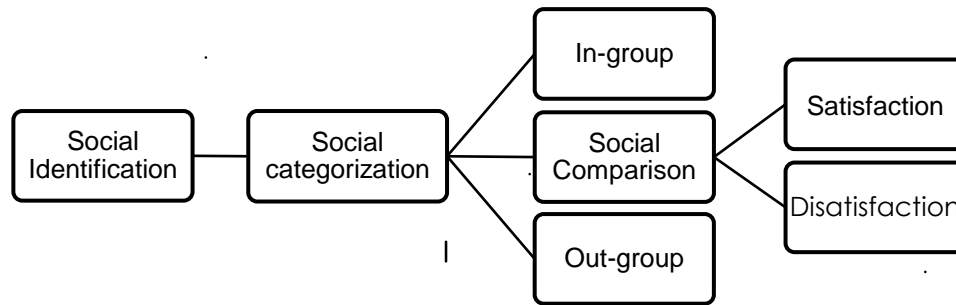 Social
Identification
Social
categorization
In-group
Social
Comparison
Out-group
Satisfaction
Disatisfaction